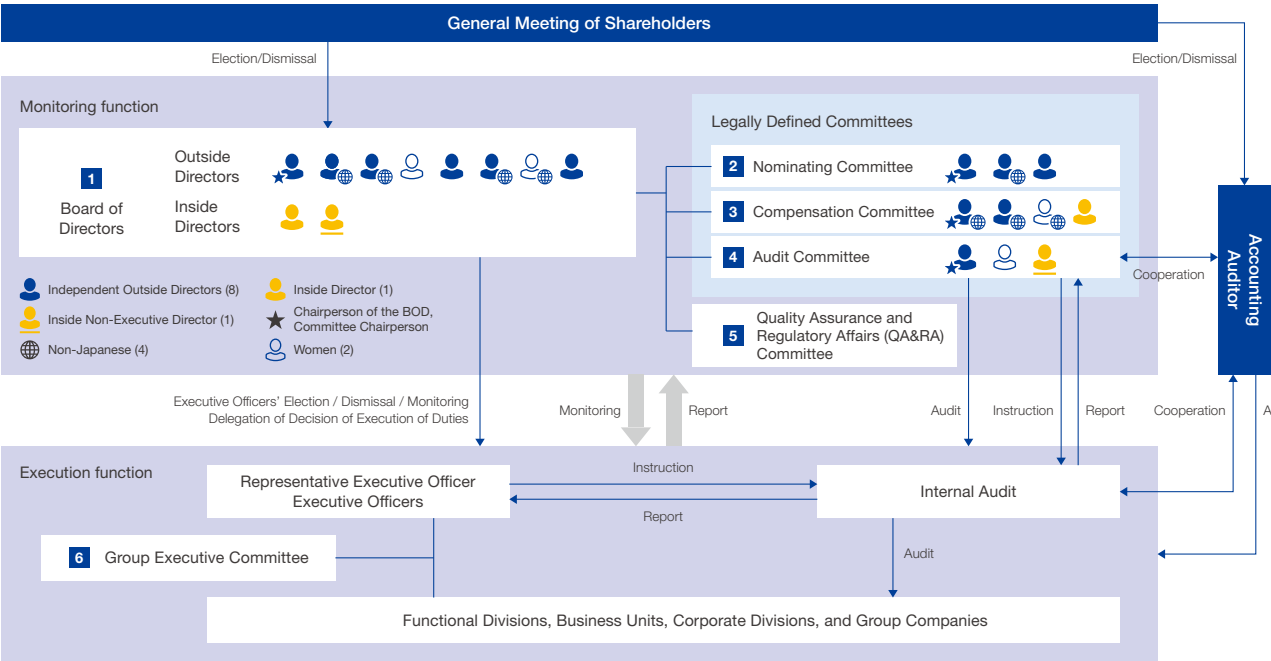 General Meeting of Shareholders
Election/Dismissal
Election/Dismissal
Monitoring function
1
Board of
Directors
Outside
Directors
Inside
Directors
Independent Outside Directors (8)
Inside Director (1)
Inside Non-Executive Director (1)
Chairperson of the BOD,
Committee Chairperson
Non-Japanese (4)
Women (2)
Legally Defined Committees
2 Nominating Committee
3 Compensation Committee
4 Audit Committee
5 Quality Assurance and
Regulatory Affairs (QA&RA)
Committee
Cooperation
Accounting
Auditor
Executive Officers’ Election / Dismissal / Monitoring
Delegation of Decision of Execution of Duties
Monitoring
Report
Audit
Instruction
Report
Cooperation
A
Execution function
Representative Executive Officer
Executive Officers
Instruction
Report
Internal Audit
6 Group Executive Committee
Audit
Functional Divisions, Business Units, Corporate Divisions, and Group Companies